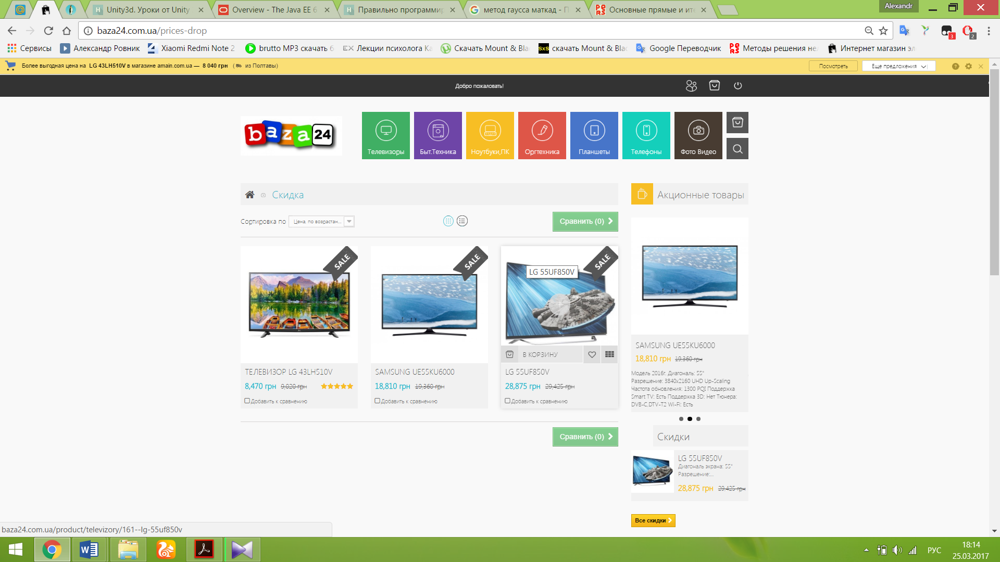 Alexandr
Unity3d. Уроки от Unity
Overview - The Java EE 6
Правильно программир
метод гаусса маткад - П
Основные прямые и ите
baza24.com.ua/prices-drop
Сервисы
Александр Ровник
Xiaomi Redmi Note 2
brutto MP3 скачать б
EX Лекции психолога Ка
Скачать Mount & Bla
SxS скачать Mount & Blac
Google Переводчик
Методы решения не
Интернет магазин эл
Более выгодная цена на LG 43LH510V в магазине amain.com.ua — 8 040 грн ( из Полтавы)
Посмотреть
Еще предложения
Добро пожаловать!
baza24
Телевизоры
Быт.Техника
Ноутбуки,ПК
Оргтехника
Планшеты
Телефоны
Фото Видео
Скидка
Сортировка по
Цена, по возрастан...
Сравнить (0)
SALE
SALE
SALE
LG 55UF850V
В КОРЗИНУ
ТЕЛЕВИЗОР LG 43LH510V
8,470 грн 9,020 грн
Добавить к сравнению
SAMSUNG UE55KU6000
18,810 грн 19,360 грн
Добавить к сравнению
LG 55UF850V
28,875 грн 29,425 грн
Добавить к сравнению
Сравнить (0)
Акционные товары
SAMSUNG UE55KU6000
18,810 грн 19,360 грн
Модель 2016г. Диагональ: 55"
Разрешение: 3840x2160 UHD Up-Scaling
Частота обновления: 1300 PQI Поддержка
Smart TV: Есть Поддержка 3D: Нет Тюнера:
DVB-C,DTV-T2 Wi-Fi: Есть
Скидки
LG 55UF850V
Диагональ экрана: 55"
Разрешение:...
28,875 грн 29,425 грн
Все скидки
baza24.com.ua/product/televizory/161--lg-55uf850v
РУС
18:14
25.03.2017